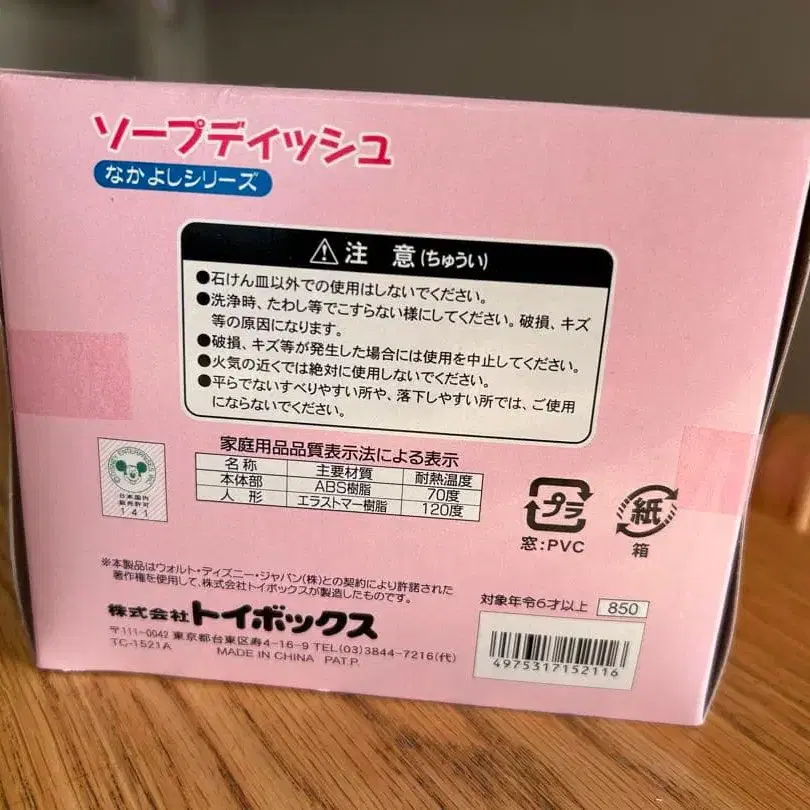 ソープディッシュ
なかよしシリーズ
注 意(ちゅうい)
●石けん皿以外での使用はしないでください。
●洗浄時、たわし等でこすらない様にしてください。破損、キズ
等の原因になります。
●破損、キズ等が発生した場合には使用を中止してください。
●火気の近くでは絶対に使用しないでください。
●平らでないすべりやすい所や、落下しやすい所では、ご使用
にならないでください。
家庭用品品質表示法による表示
名 称 主要材質 耐熱温度
本体部 ABS樹脂 70度
人 形 エラストマー樹脂 120度
日本国内
販売許可
141
プラ
窓:PVC
紙
箱
※本製品はウォルト・ディズニー・ジャパン(株)との契約により許諾された
著作権を使用して、株式会社トイボックスが製造したものです。
株式会社トイボックス
〒111-0042 東京都台東区寿4-16-9 TEL(03)3844-7216(代)
TC-1521A MADE IN CHINA PAT.P.
対象年令6才以上 850
4975317152116